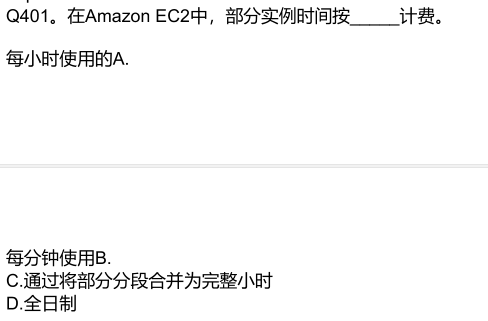 Q401。在Amazon EC2中，部分实例时间按_____计费。
每小时使用的A.
每分钟使用B.
C.通过将部分分段合并为完整小时
D.全日制